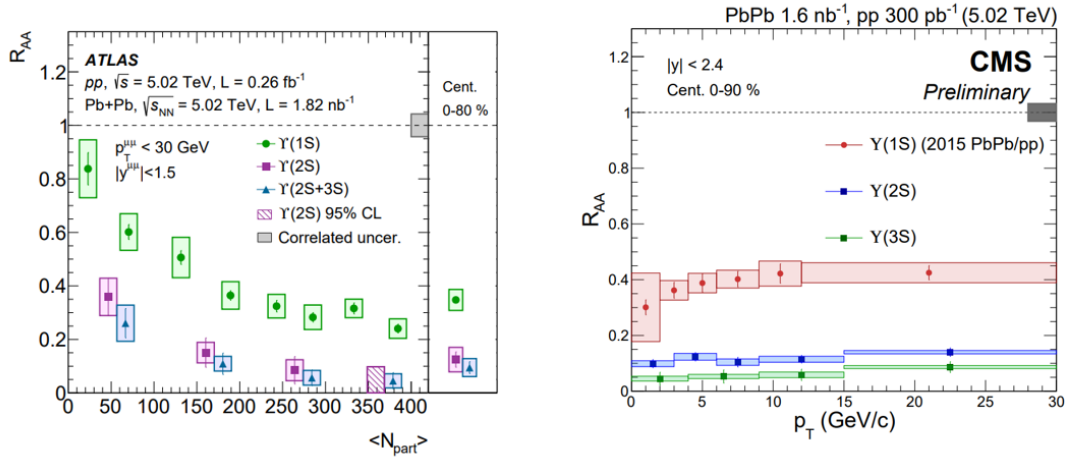 R_AA
ATLAS
pp, √s = 5.02 TeV, L = 0.26 fb⁻¹
Pb+Pb, √s_NN = 5.02 TeV, L = 1.82 nb⁻¹
Cent.
0-80 %
p_T^μμ < 30 GeV
|y^μμ|<1.5
ϒ(1S)
ϒ(2S)
ϒ(2S+3S)
ϒ(2S) 95% CL
Correlated uncer.
1
0.8
0.6
0.4
0.2
0
0 50 100 150 200 250 300 350 400
<N_part>
PbPb 1.6 nb⁻¹, pp 300 pb⁻¹ (5.02 TeV)
|y| < 2.4
Cent. 0-90 %
CMS
Preliminary
ϒ(1S) (2015 PbPb/pp)
ϒ(2S)
ϒ(3S)
R_AA
1.2
1
0.8
0.6
0.4
0.2
0
0 5 10 15 20 25 30
p_T (GeV/c)